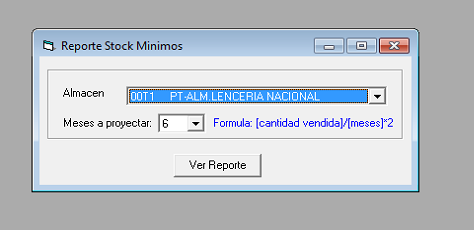 Reporte Stock Minimos
Almacen 00T1 PT-ALM.LENCERIA NACIONAL
Meses a proyectar: 6 Formula: [cantidad vendida]/[meses]*2
Ver Reporte